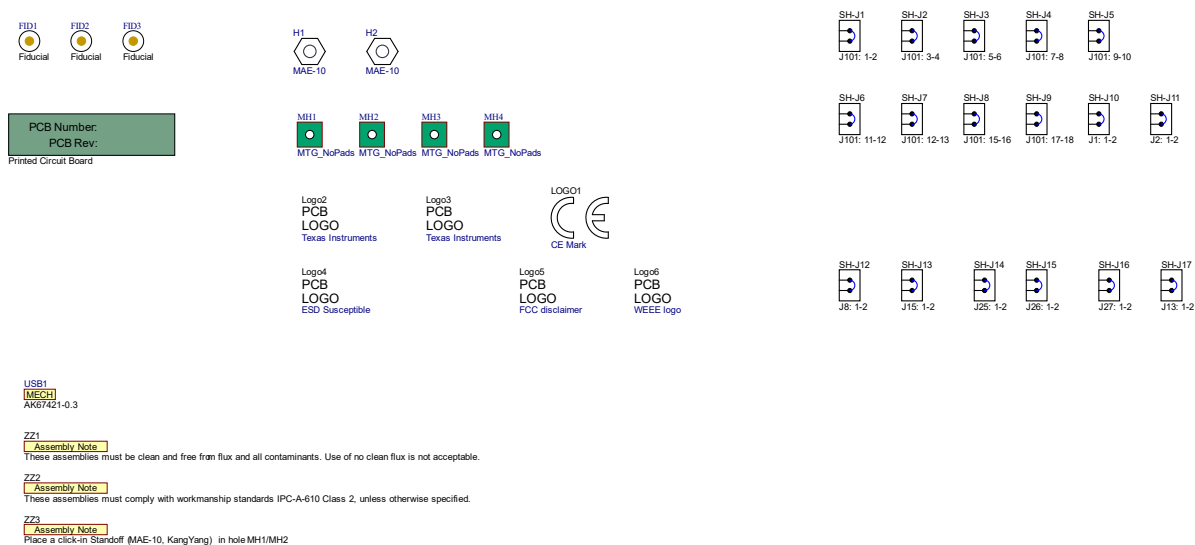 FID1 FID2 FID3
Fiducial Fiducial Fiducial
H1 H2
MAE-10 MAE-10
SH-J1 SH-J2 SH-J3 SH-J4 SH-J5
J101: 1-2 J101: 3-4 J101: 5-6 J101: 7-8 J101: 9-10
SH-J6 SH-J7 SH-J8 SH-J9 SH-J10 SH-J11
J101: 11-12 J101: 12-13 J101: 15-16 J101: 17-18 J1: 1-2 J2: 1-2
PCB Number:
PCB Rev:
Printed Circuit Board
MH1 MH2 MH3 MH4
MTG_NoPads MTG_NoPads MTG_NoPads MTG_NoPads
Logo2
PCB
LOGO
Texas Instruments
Logo3
PCB
LOGO
Texas Instruments
LOGO1
CE
CE Mark
Logo4
PCB
LOGO
ESD Susceptible
Logo5
PCB
LOGO
FCC disclaimer
Logo6
PCB
LOGO
WEEE logo
SH-J12 SH-J13 SH-J14 SH-J15 SH-J16 SH-J17
J8: 1-2 J15: 1-2 J25: 1-2 J26: 1-2 J27: 1-2 J13: 1-2
USB1
MECH
AK67421-0.3
ZZ1
Assembly Note
These assemblies must be clean and free from flux and all contaminants. Use of no clean flux is not acceptable.
ZZ2
Assembly Note
These assemblies must comply with workmanship standards IPC-A-610 Class 2, unless otherwise specified.
ZZ3
Assembly Note
Place a click-in Standoff (MAE-10, KangYang) in hole MH1/MH2